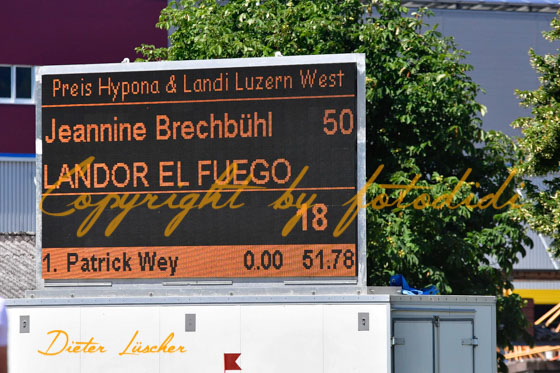 Preis Hypona & Landi Luzern West
Jeannine Brechbühl 50
LANDOR EL FUEGO
Copyright by fotodidi
18
1. Patrick Wey 0.00 51.78
Dieter Lüscher